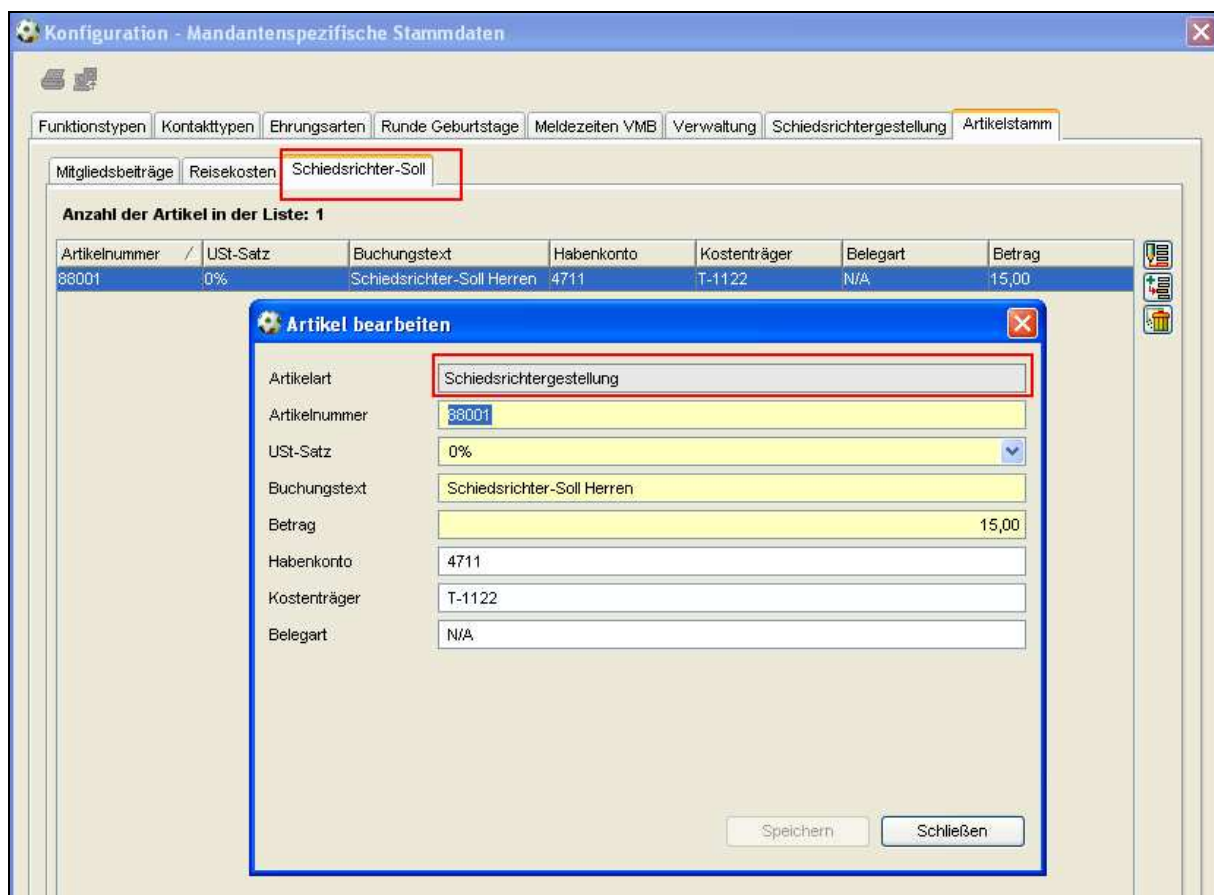 Konfiguration - Mandantenspezifische Stammdaten
Funktionstypen Kontakttypen Ehrungsarten Runde Geburtstage Meldezeiten VMB Verwaltung Schiedsrichtergestellung Artikelstamm
Mitgliedsbeiträge Reisekosten Schiedsrichter-Soll
Anzahl der Artikel in der Liste: 1
Artikelnummer / USt-Satz Buchungstext Habenkonto Kostenträger Belegart Betrag
88001 0% Schiedsrichter-Soll Herren 4711 T-1122 N/A 15,00
Artikel bearbeiten
Artikelart Schiedsrichtergestellung
Artikelnummer 88001
USt-Satz 0%
Buchungstext Schiedsrichter-Soll Herren
Betrag 15,00
Habenkonto 4711
Kostenträger T-1122
Belegart N/A
Speichern Schließen